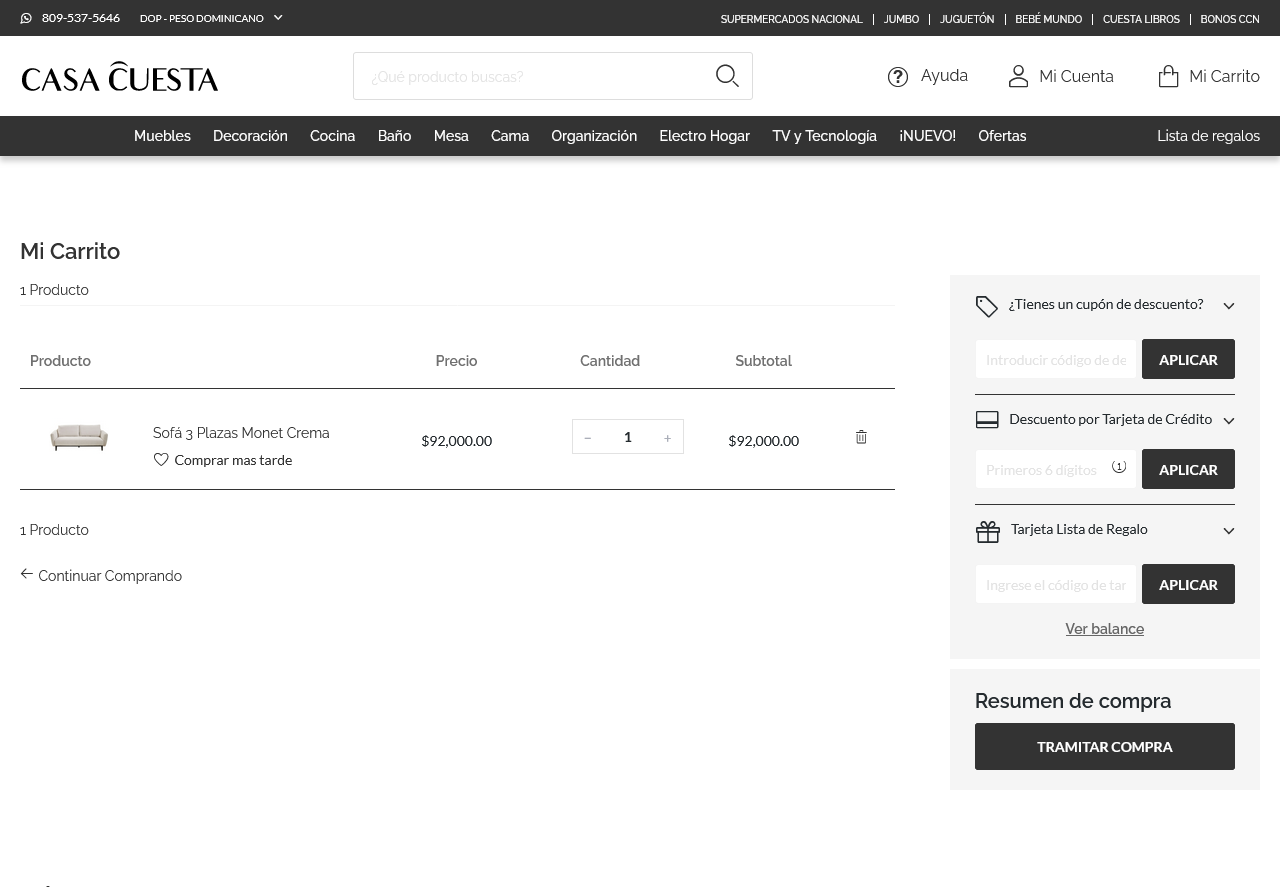 809-537-5646 DOP - PESO DOMINICANO SUPERMERCADOS NACIONAL JUMBO JUGUETÓN BEBÉ MUNDO CUESTA LIBROS BONOS CCN
CASA CUESTA ¿Qué producto buscas? Ayuda Mi Cuenta Mi Carrito
Muebles Decoración Cocina Baño Mesa Cama Organización Electro Hogar TV y Tecnología ¡NUEVO! Ofertas Lista de regalos
Mi Carrito
1 Producto
Producto Precio Cantidad Subtotal
Sofá 3 Plazas Monet Crema $92,000.00 − 1 + $92,000.00
Comprar mas tarde
1 Producto
Continuar Comprando
¿Tienes un cupón de descuento?
Introducir código de de APLICAR
Descuento por Tarjeta de Crédito
Primeros 6 dígitos 1 APLICAR
Tarjeta Lista de Regalo
Ingrese el código de tar APLICAR
Ver balance
Resumen de compra
TRAMITAR COMPRA